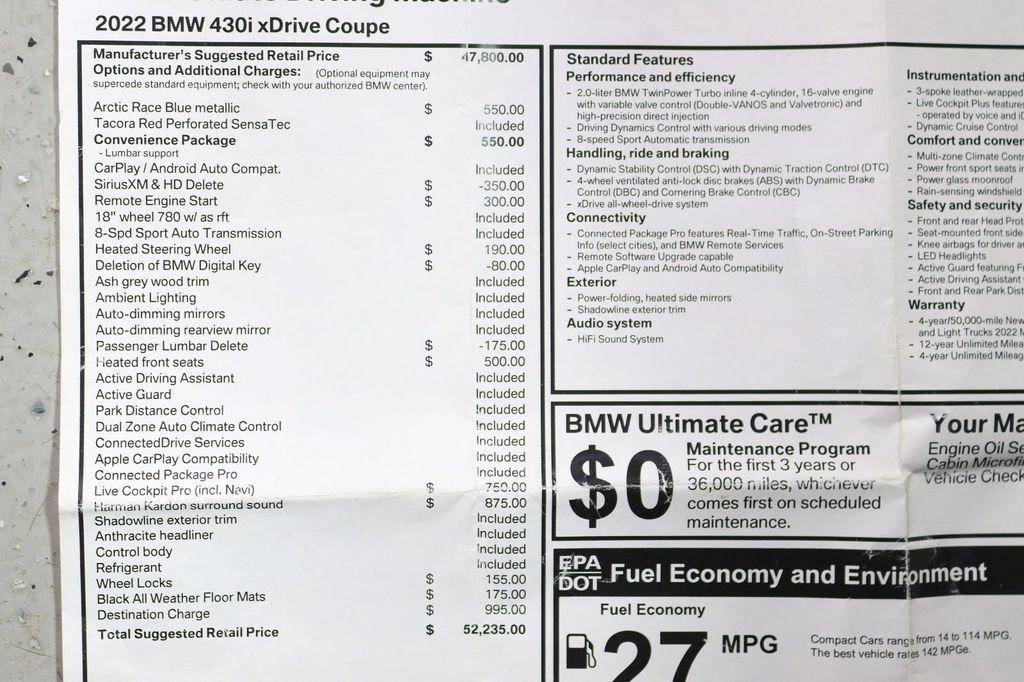 2022 BMW 430i xDrive Coupe
Manufacturer's Suggested Retail Price $ 47,800.00
Options and Additional Charges: (Optional equipment may
supercede standard equipment; check with your authorized BMW center).
Arctic Race Blue metallic $ 550.00
Tacora Red Perforated SensaTec Included
Convenience Package $ 550.00
- Lumbar support
CarPlay / Android Auto Compat. Included
SiriusXM & HD Delete $ -350.00
Remote Engine Start $ 300.00
18" wheel 780 w/ as rft Included
8-Spd Sport Auto Transmission Included
Heated Steering Wheel $ 190.00
Deletion of BMW Digital Key $ -80.00
Ash grey wood trim Included
Ambient Lighting Included
Auto-dimming mirrors Included
Auto-dimming rearview mirror Included
Passenger Lumbar Delete $ -175.00
Heated front seats $ 500.00
Active Driving Assistant Included
Active Guard Included
Park Distance Control Included
Dual Zone Auto Climate Control Included
ConnectedDrive Services Included
Apple CarPlay Compatibility Included
Connected Package Pro Included
Live Cockpit Pro (incl. Navi) $ 750.00
Harman Kardon surround sound $ 875.00
Shadowline exterior trim Included
Anthracite headliner Included
Control body Included
Refrigerant Included
Wheel Locks $ 155.00
Black All Weather Floor Mats $ 175.00
Destination Charge $ 995.00
Total Suggested Retail Price $ 52,235.00
Standard Features
Performance and efficiency
- 2.0-liter BMW TwinPower Turbo inline 4-cylinder, 16-valve engine
with variable valve control (Double-VANOS and Valvetronic) and
high-precision direct injection
- Driving Dynamics Control with various driving modes
- 8-speed Sport Automatic transmission
Handling, ride and braking
- Dynamic Stability Control (DSC) with Dynamic Traction Control (DTC)
- 4-wheel ventilated anti-lock disc brakes (ABS) with Dynamic Brake
Control (DBC) and Cornering Brake Control (CBC)
- xDrive all-wheel-drive system
Connectivity
- Connected Package Pro features Real-Time Traffic, On-Street Parking
Info (select cities), and BMW Remote Services
- Remote Software Upgrade capable
- Apple CarPlay and Android Auto Compatibility
Exterior
- Power-folding, heated side mirrors
- Shadowline exterior trim
Audio system
- HiFi Sound System
Instrumentation and
- 3-spoke leather-wrapped
- Live Cockpit Plus features
- operated by voice and
- Dynamic Cruise Control
Comfort and
- Multi-zone Climate
- Power front sport seats
- Power glass moonroof
- Rain-sensing windshield
Safety and security
- Front and rear Head
- Seat-mounted front side
- Knee airbags for driver
- LED Headlights
- Active Guard featuring
- Active Driving Assistant
- Front and Rear Park
Warranty
- 4-year/50,000-mile New
and Light Trucks 2022
- 12-year Unlimited
- 4-year Unlimited
BMW Ultimate Care™
$0
Maintenance Program
For the first 3 years or
36,000 miles, whichever
comes first on scheduled
maintenance.
Your
Engine Oil
Cabin
Vehicle Check
EPA
DOT Fuel Economy and Environment
Fuel Economy
27 MPG
Compact Cars range from 14 to 114 MPG.
The best vehicle rates 142 MPGe.